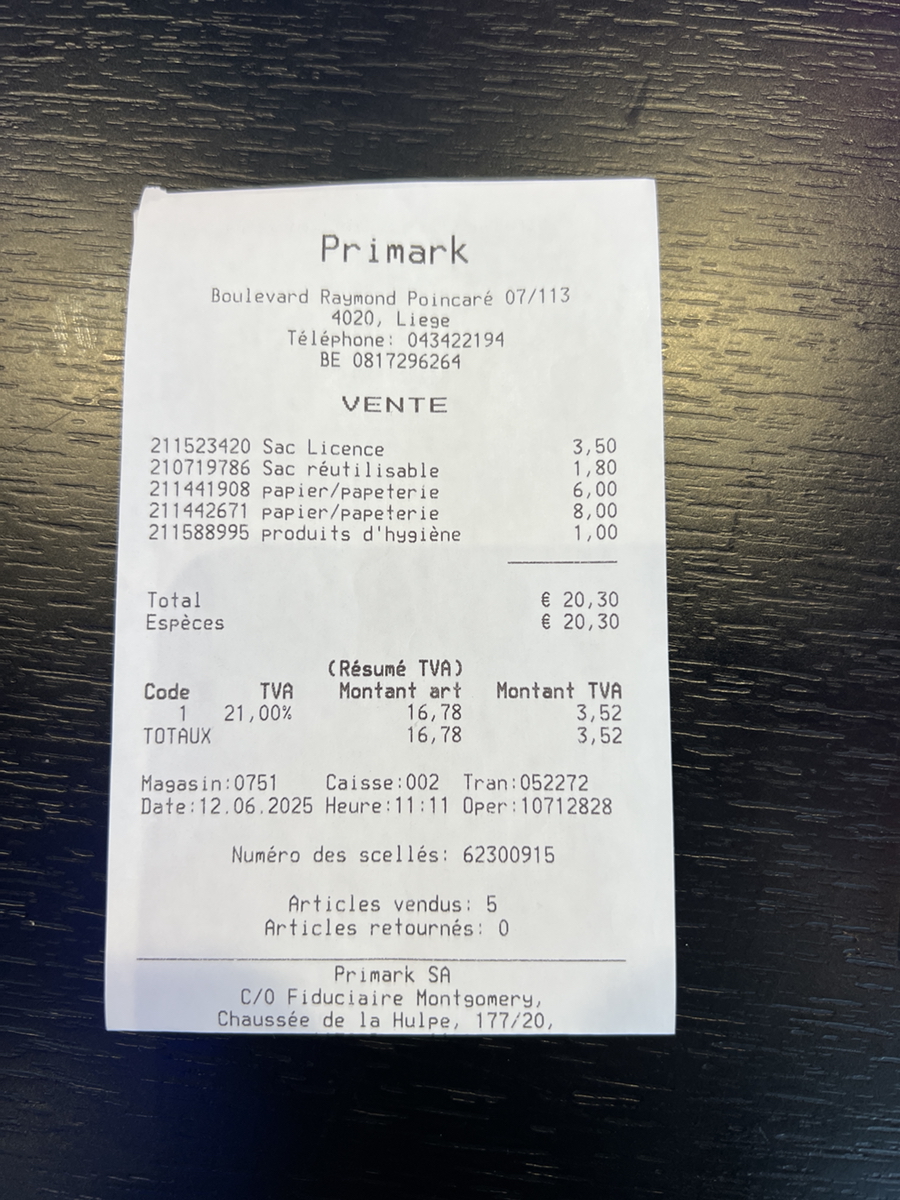 Primark
Boulevard Raymond Poincaré 07/113
4020, Liege
Téléphone: 043422194
BE 0817296264
VENTE
211523420 Sac Licence 3,50
210719786 Sac réutilisable 1,80
211441908 papier/papeterie 6,00
211442671 papier/papeterie 8,00
211588995 produits d'hygiène 1,00
Total € 20,30
Espèces € 20,30
(Résumé TVA)
Code TVA Montant art Montant TVA
1 21,00% 16,78 3,52
TOTAUX 16,78 3,52
Magasin:0751 Caisse:002 Tran:052272
Date:12.06.2025 Heure:11:11 Oper:10712828
Numéro des scellés: 62300915
Articles vendus: 5
Articles retournés: 0
Primark SA
C/O Fiduciaire Montgomery,
Chaussée de la Hulpe, 177/20,